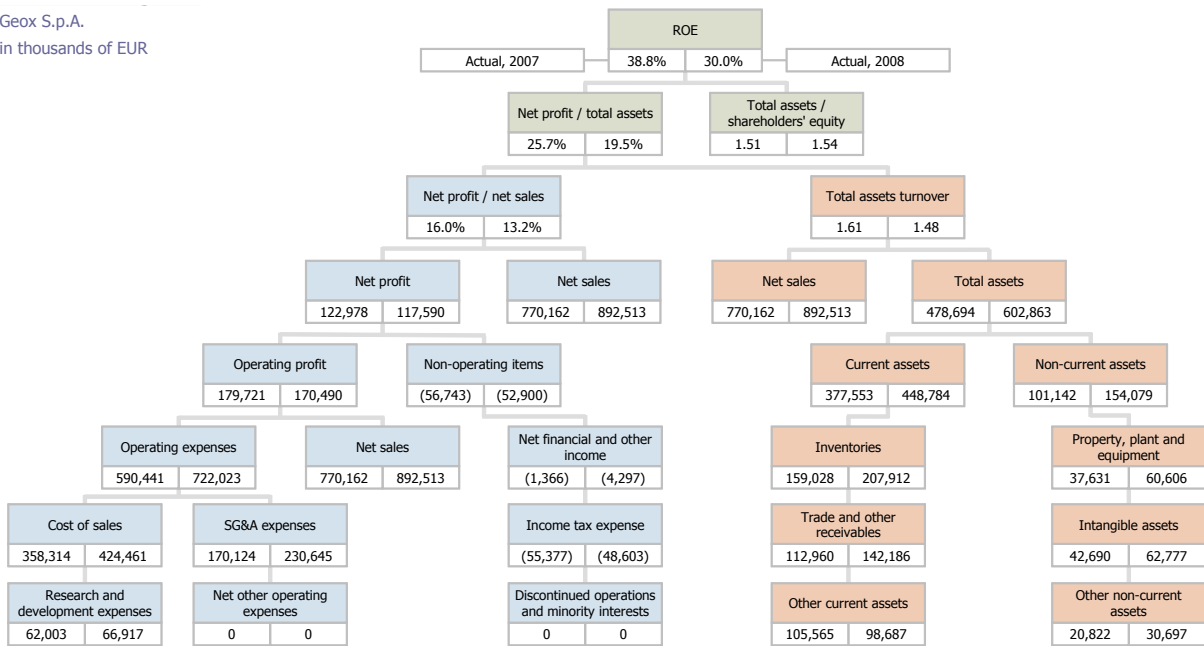 Geox S.p.A.
in thousands of EUR
ROE
Actual, 2007
38.8%
30.0%
Actual, 2008
Net profit / total assets
25.7%
19.5%
Total assets /
shareholders' equity
1.51
1.54
Net profit / net sales
16.0%
13.2%
Total assets turnover
1.61
1.48
Net profit
122,978
117,590
Net sales
770,162
892,513
Net sales
770,162
892,513
Total assets
478,694
602,863
Operating profit
179,721
170,490
Non-operating items
(56,743)
(52,900)
Current assets
377,553
448,784
Non-current assets
101,142
154,079
Operating expenses
590,441
722,023
Net sales
770,162
892,513
Net financial and other
income
(1,366)
(4,297)
Inventories
159,028
207,912
Property, plant and
equipment
37,631
60,606
Cost of sales
358,314
424,461
SG&A expenses
170,124
230,645
Income tax expense
(55,377)
(48,603)
Trade and other
receivables
112,960
142,186
Intangible assets
42,690
62,777
Research and
development expenses
62,003
66,917
Net other operating
expenses
0
0
Discontinued operations
and minority interests
0
0
Other current assets
105,565
98,687
Other non-current
assets
20,822
30,697